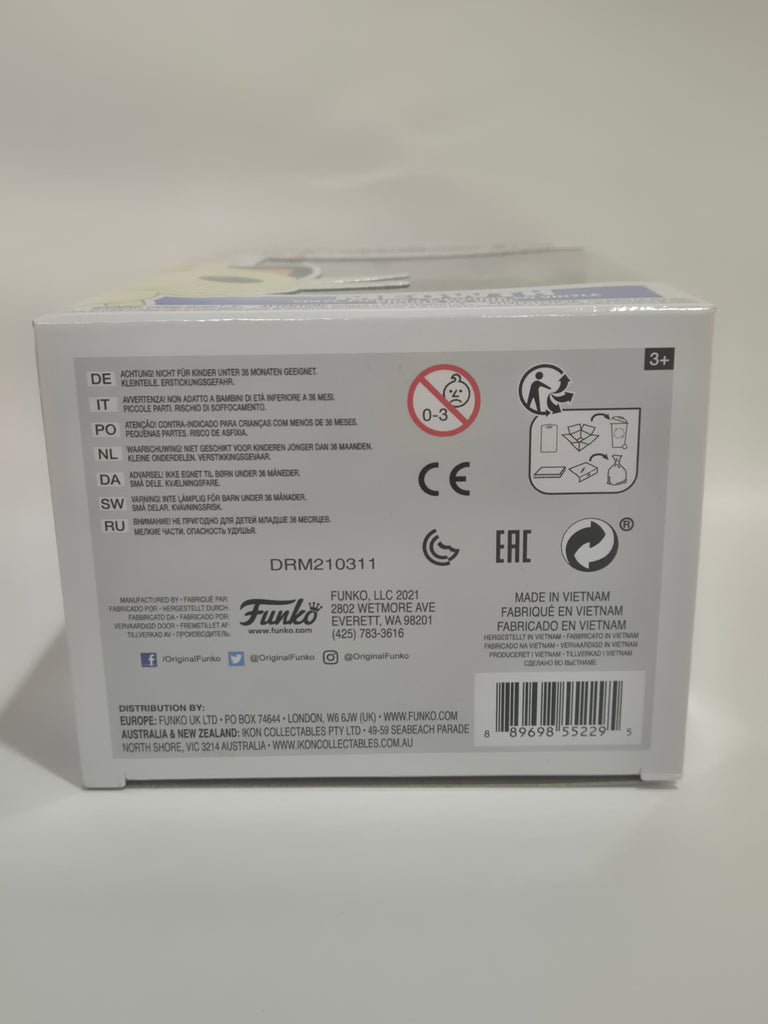 3+
DE ACHTUNG! NICHT FÜR KINDER UNTER 36 MONATEN GEEIGNET.
KLEINTEILE. ERSTICKUNGSGEFAHR.
IT AVVERTENZA! NON ADATTO A BAMBINI DI ETÀ INFERIORE A 36 MESI.
PICCOLE PARTI. RISCHIO DI SOFFOCAMENTO.
PO ATENÇÃO! CONTRA-INDICADO PARA CRIANÇAS COM MENOS DE 36 MESES.
PEQUENAS PARTES. RISCO DE ASFIXIA.
NL WAARSCHUWING! NIET GESCHIKT VOOR KINDEREN JONGER DAN 36 MAANDEN.
KLEINE ONDERDELEN. VERSTIKKINGSGEVAAR.
DA ADVARSEL! IKKE EGNET TIL BØRN UNDER 36 MÅNEDER.
SMÅ DELE. KVÆLNINGSFARE.
SW VARNING! INTE LÄMPLIG FÖR BARN UNDER 36 MÅNADER.
SMÅ DELAR. KVÄVNINGSRISK.
RU ВНИМАНИЕ! НЕ ПРИГОДНО ДЛЯ ДЕТЕЙ МЛАДШЕ 36 МЕСЯЦЕВ.
МЕЛКИЕ ЧАСТИ. ОПАСНОСТЬ УДУШЬЯ.
0-3
CE
EAC
®
DRM210311
MANUFACTURED BY • FABRIQUÉ PAR:
FABRICADO POR • HERGESTELLT DURCH:
FABBRICATO DA • FABRICADO POR:
VERVAARDIGD DOOR • FREMSTILLET AF:
TILLVERKAD AV • ПРОИЗВОДИТЕЛЬ:
Funko
www.funko.com
FUNKO, LLC 2021
2802 WETMORE AVE
EVERETT, WA 98201
(425) 783-3616
/OriginalFunko @OriginalFunko @OriginalFunko
MADE IN VIETNAM
FABRIQUÉ EN VIETNAM
FABRICADO EN VIETNAM
HERGESTELLT IN VIETNAM • FABBRICATO IN VIETNAM
FABRICADO NA VIETNAM • VERVAARDIGD IN VIETNAM
PRODUCERET I VIETNAM • TILLVERKAD I VIETNAM
СДЕЛАНО ВО ВЬЕТНАМЕ
DISTRIBUTION BY:
EUROPE: FUNKO UK LTD • PO BOX 74644 • LONDON, W6 6JW (UK) • WWW.FUNKO.COM
AUSTRALIA & NEW ZEALAND: IKON COLLECTABLES PTY LTD • 49-59 SEABEACH PARADE
NORTH SHORE, VIC 3214 AUSTRALIA • WWW.IKONCOLLECTABLES.COM.AU
8 89698 55229 5